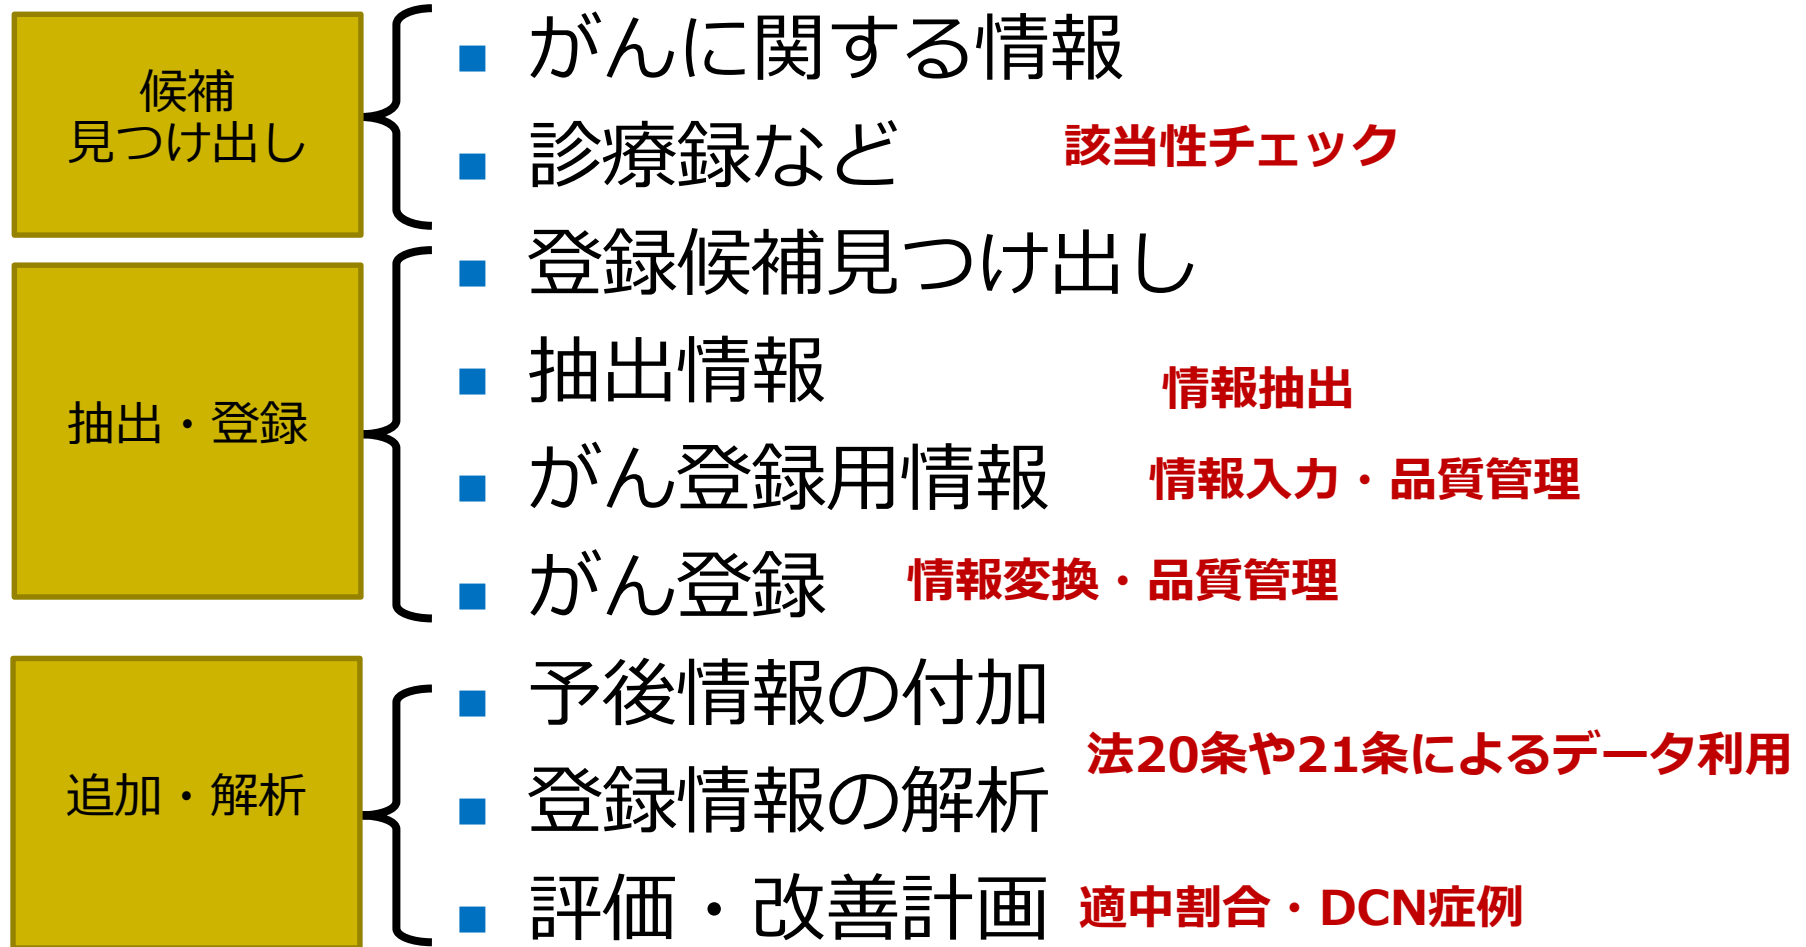 候補
見つけ出し
がんに関する情報
診療録など
該当性チェック
登録候補見つけ出し
抽出・登録
抽出情報
情報抽出
がん登録用情報
情報入力・品質管理
がん登録
情報変換・品質管理
追加・解析
予後情報の付加
法20条や21条によるデータ利用
登録情報の解析
評価・改善計画
適中割合・DCN症例